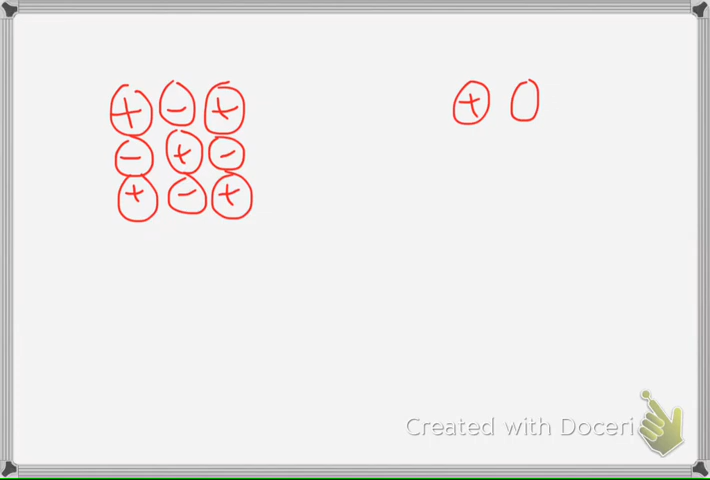 + - + +
- + -
+ - +
Created with Doceri